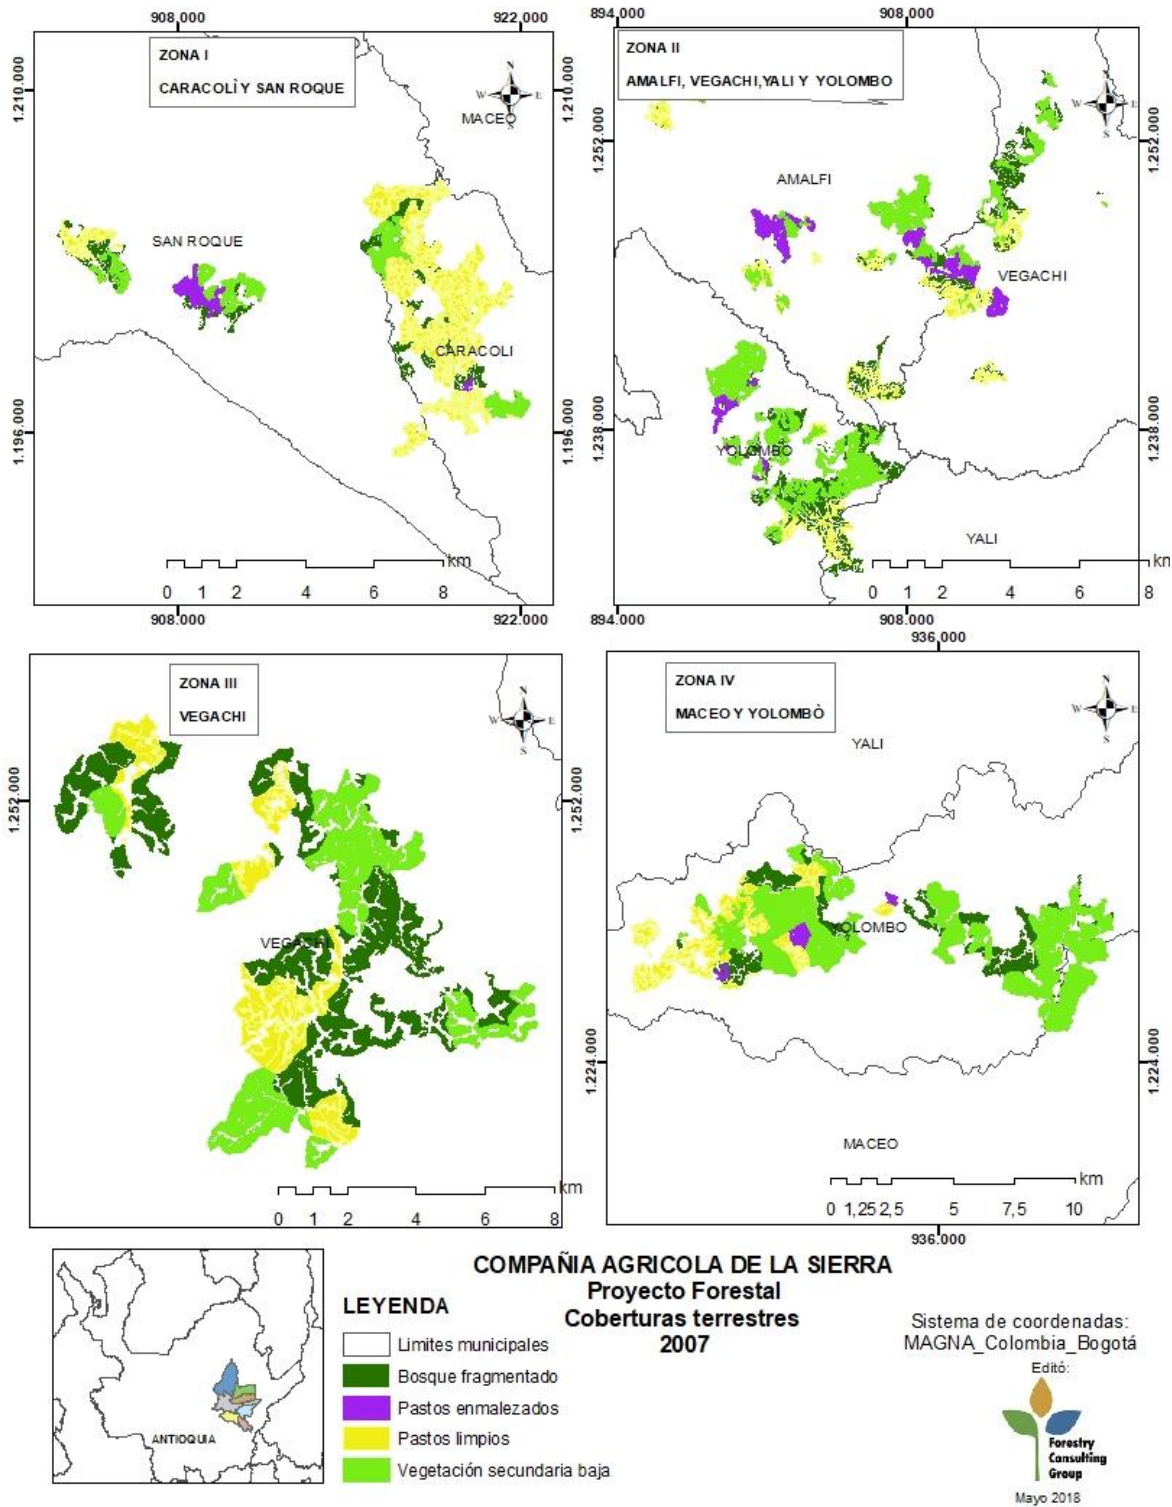 908.000
922.000
ZONA I
CARACOLÌ Y SAN ROQUE
1.210.000
1.210.000
N
W
E
S
MACEO
SAN ROQUE
CARACOLI
1.196.000
1.196.000
km
0 1 2 4 6 8
908.000
922.000
894.000
908.000
ZONA II
AMALFI, VEGACHI,YALI Y YOLOMBO
N
W
E
S
1.252.000
1.252.000
AMALFI
VEGACHI
1.238.000
1.238.000
YOLOMBO
YALI
km
0 1 2 4 6 8
894.000
908.000
ZONA III
VEGACHI
N
W
E
S
1.252.000
1.252.000
VEGACHI
km
0 1 2 4 6 8
936.000
ZONA IV
MACEO Y YOLOMBÒ
N
W
E
S
YALI
YOLOMBO
1.224.000
1.224.000
MACEO
km
0 1,25 2,5 5 7,5 10
936.000
ANTIOQUIA
COMPAÑIA AGRICOLA DE LA SIERRA
Proyecto Forestal
Coberturas terrestres
2007
LEYENDA
Limites municipales
Bosque fragmentado
Pastos enmalezados
Pastos limpios
Vegetación secundaria baja
Sistema de coordenadas:
MAGNA_Colombia_Bogotá
Editó:
Forestry
Consulting
Group
Mayo 2018